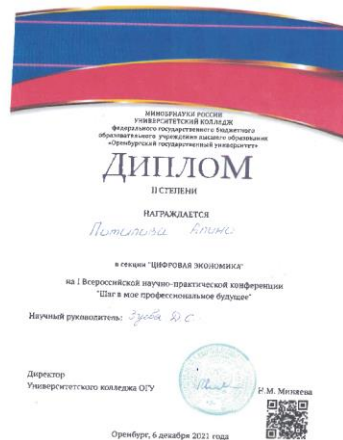 МИНОБРНАУКИ РОССИИ
УНИВЕРСИТЕТСКИЙ КОЛЛЕДЖ
федерального государственного бюджетного
образовательного учреждения высшего образования
«Оренбургский государственный университет»
ДИПЛОМ
II СТЕПЕНИ
НАГРАЖДАЕТСЯ
в секции "ЦИФРОВАЯ ЭКОНОМИКА"
на I Всероссийской научно-практической конференции
"Шаг в мое профессиональное будущее"
Научный руководитель: Д.С.
Директор
Университетского колледжа ОГУ
Н.М. Миняева
Оренбург, 6 декабря 2021 года